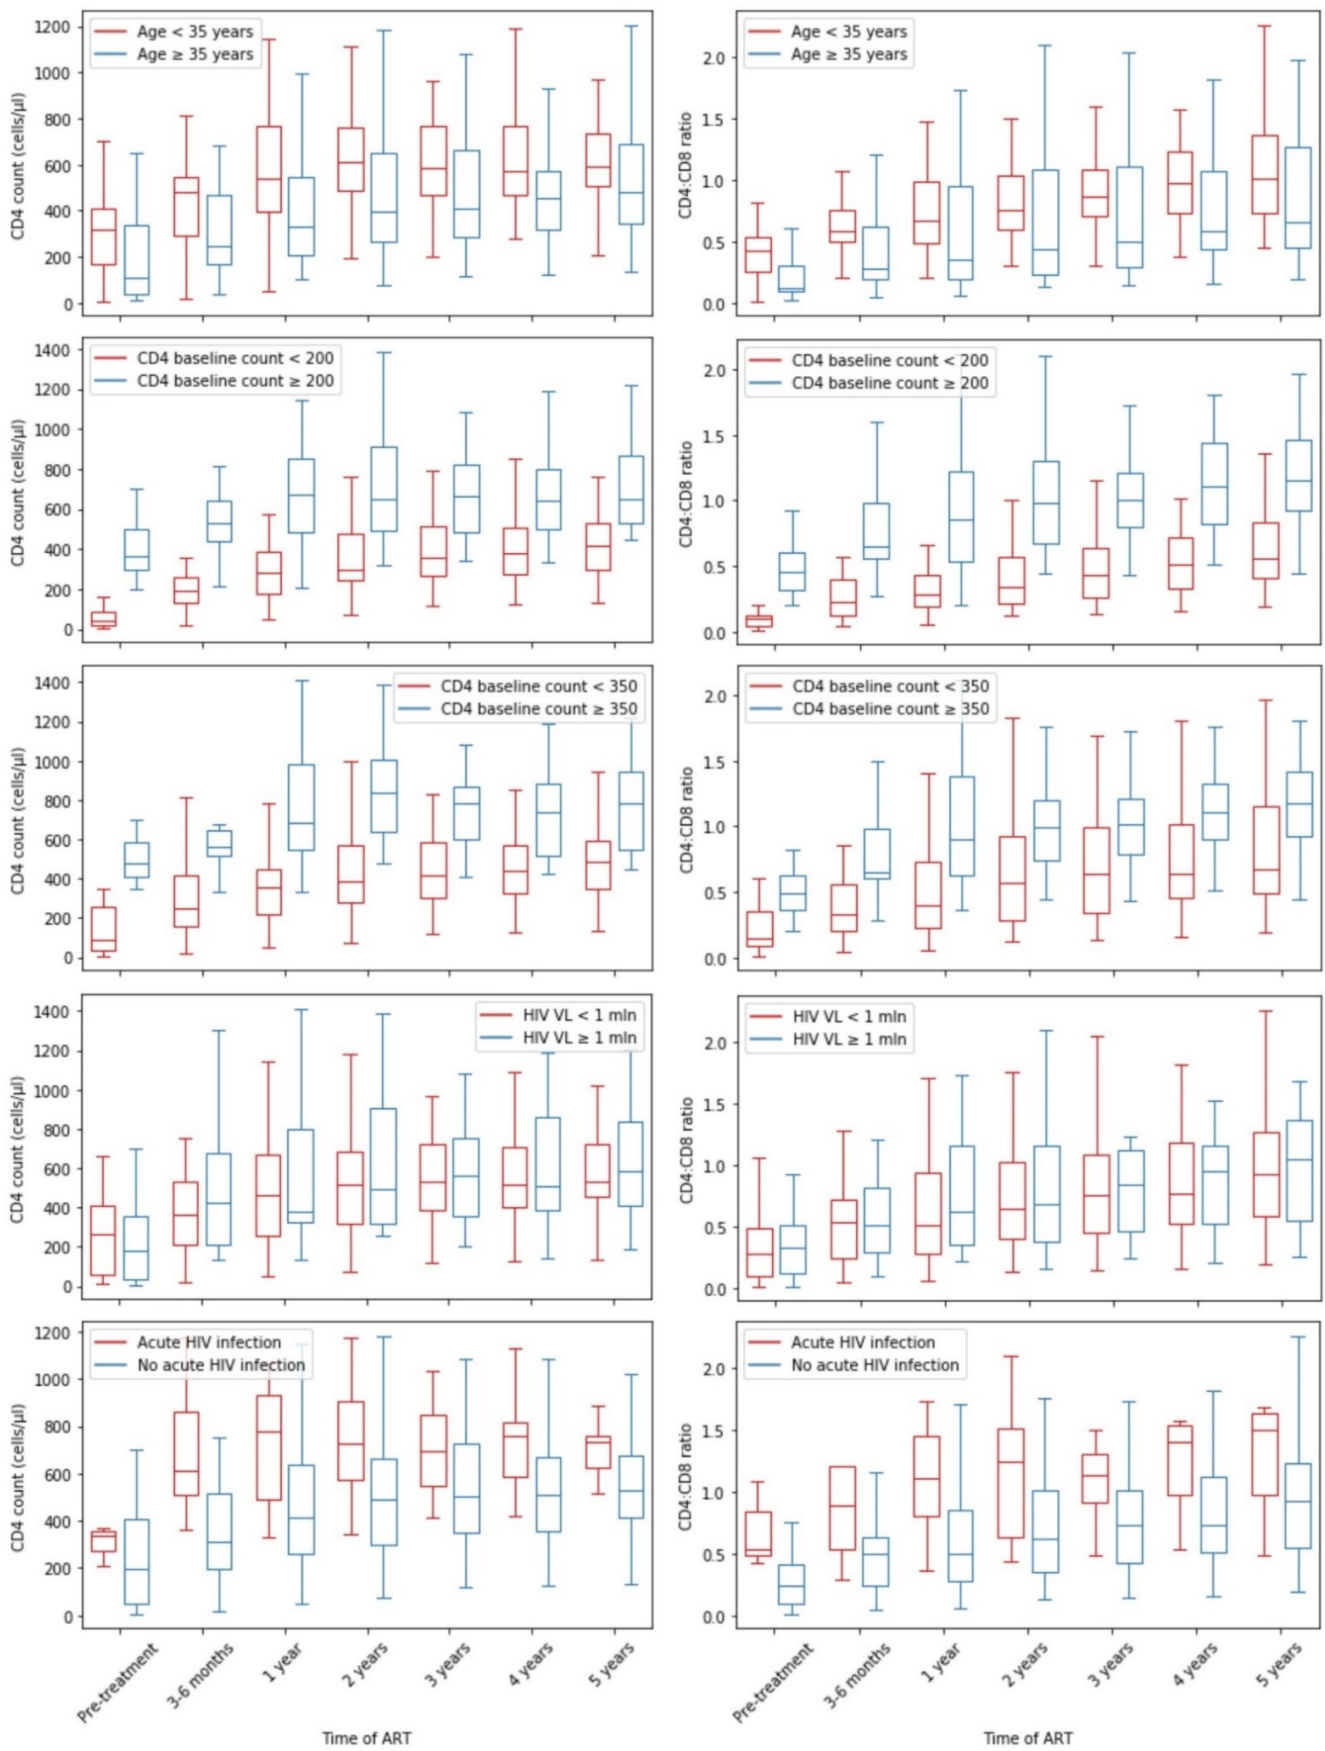 Age < 35 years
Age ≥ 35 years
1200
1000
800
600
400
200
0
CD4 count (cells/µl)
Age < 35 years
Age ≥ 35 years
2.0
1.5
1.0
0.5
0.0
CD4:CD8 ratio
CD4 baseline count < 200
CD4 baseline count ≥ 200
1400
1200
1000
800
600
400
200
0
CD4 count (cells/µl)
CD4 baseline count < 200
CD4 baseline count ≥ 200
2.0
1.5
1.0
0.5
0.0
CD4:CD8 ratio
CD4 baseline count < 350
CD4 baseline count ≥ 350
1400
1200
1000
800
600
400
200
0
CD4 count (cells/µl)
CD4 baseline count < 350
CD4 baseline count ≥ 350
2.0
1.5
1.0
0.5
0.0
CD4:CD8 ratio
HIV VL < 1 mln
HIV VL ≥ 1 mln
1400
1200
1000
800
600
400
200
0
CD4 count (cells/µl)
HIV VL < 1 mln
HIV VL ≥ 1 mln
2.0
1.5
1.0
0.5
0.0
CD4:CD8 ratio
Acute HIV infection
No acute HIV infection
1200
1000
800
600
400
200
0
CD4 count (cells/µl)
Pre-treatment
3-6 months
1 year
2 years
3 years
4 years
5 years
Time of ART
Acute HIV infection
No acute HIV infection
2.0
1.5
1.0
0.5
0.0
CD4:CD8 ratio
Pre-treatment
3-6 months
1 year
2 years
3 years
4 years
5 years
Time of ART